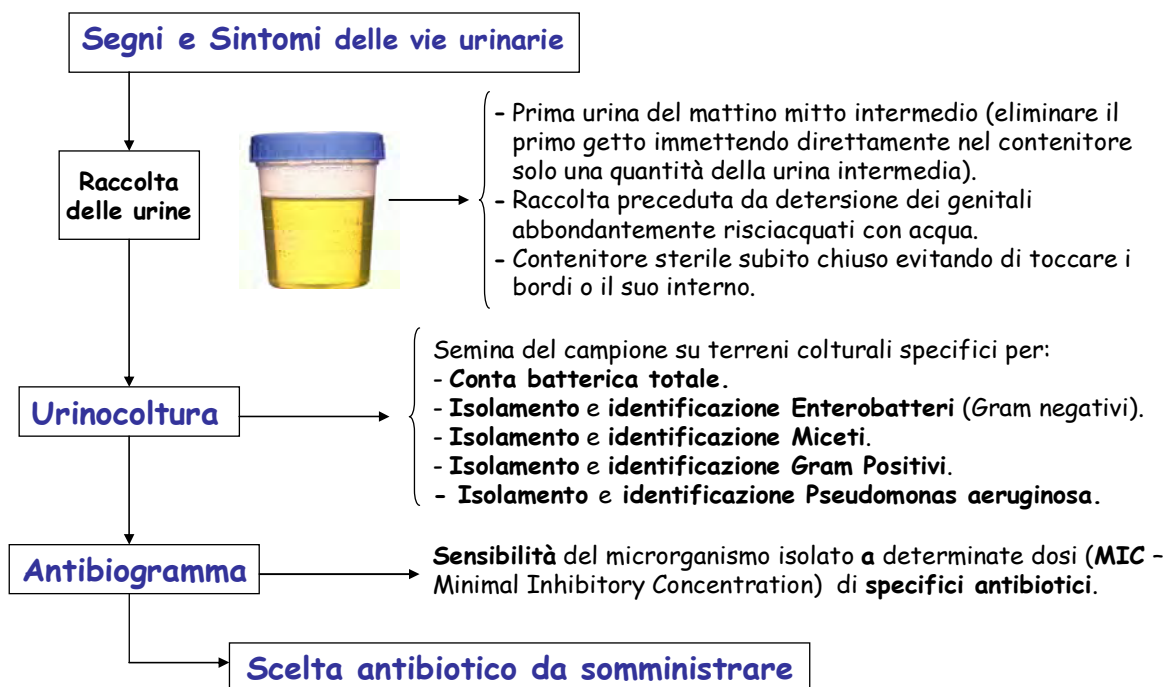 Segni e Sintomi delle vie urinarie
Raccolta
delle urine
- Prima urina del mattino mitto intermedio (eliminare il
primo getto immettendo direttamente nel contenitore
solo una quantità della urina intermedia).
- Raccolta preceduta da detersione dei genitali
abbondantemente risciacquati con acqua.
- Contenitore sterile subito chiuso evitando di toccare i
bordi o il suo interno.
Urinocoltura
Semina del campione su terreni colturali specifici per:
- Conta batterica totale.
- Isolamento e identificazione Enterobatteri (Gram negativi).
- Isolamento e identificazione Miceti.
- Isolamento e identificazione Gram Positivi.
- Isolamento e identificazione Pseudomonas aeruginosa.
Antibiogramma
Sensibilità del microrganismo isolato a determinate dosi (MIC –
Minimal Inhibitory Concentration) di specifici antibiotici.
Scelta antibiotico da somministrare